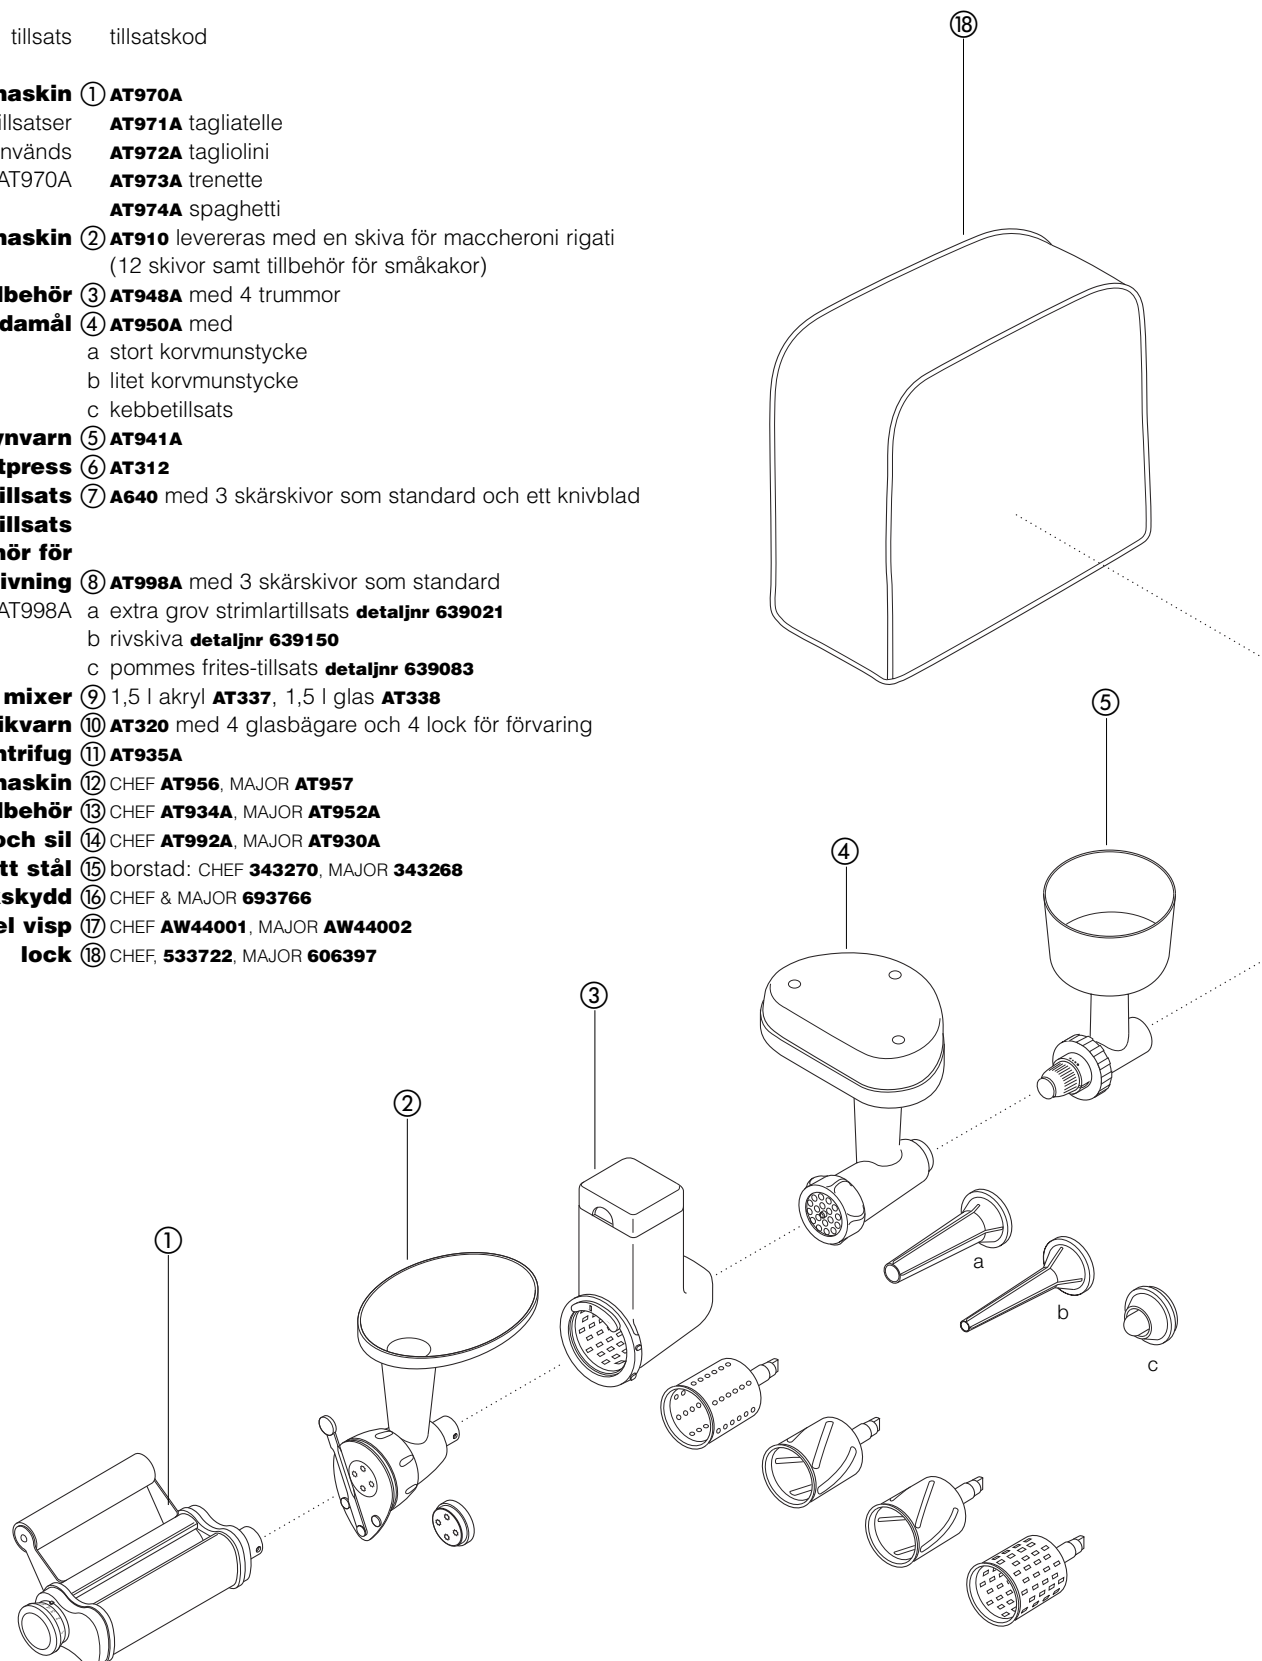 tillsats tillsatskod
maskin ① AT970A
illsatser AT971A tagliatelle
nvänds AT972A tagliolini
AT970A AT973A trenette
AT974A spaghetti
naskin ② AT910 levereras med en skiva för maccheroni rigati
(12 skivor samt tillbehör för småkakor)
lbehör ③ AT948A med 4 trummor
damål ④ AT950A med
a stort korvmunstycke
b litet korvmunstycke
c kebbetillsats
ynvarn ⑤ AT941A
tpress ⑥ AT312
illsats ⑦ A640 med 3 skärskivor som standard och ett knivblad
illsats
hör för
ivning ⑧ AT998A med 3 skärskivor som standard
AT998A a extra grov strimlartillsats detaljnr 639021
b rivskiva detaljnr 639150
c pommes frites-tillsats detaljnr 639083
mixer ⑨ 1,5 l akryl AT337, 1,5 l glas AT338
ikvarn ⑩ AT320 med 4 glasbägare och 4 lock för förvaring
ntrifug ⑪ AT935A
naskin ⑫ CHEF AT956, MAJOR AT957
lbehör ⑬ CHEF AT934A, MAJOR AT952A
och sil ⑭ CHEF AT992A, MAJOR AT930A
tt stål ⑮ borstad: CHEF 343270, MAJOR 343268
kskydd ⑯ CHEF & MAJOR 693766
el visp ⑰ CHEF AW44001, MAJOR AW44002
lock ⑱ CHEF, 533722, MAJOR 606397
⑱
⑤
④
③
②
①
a
b
c